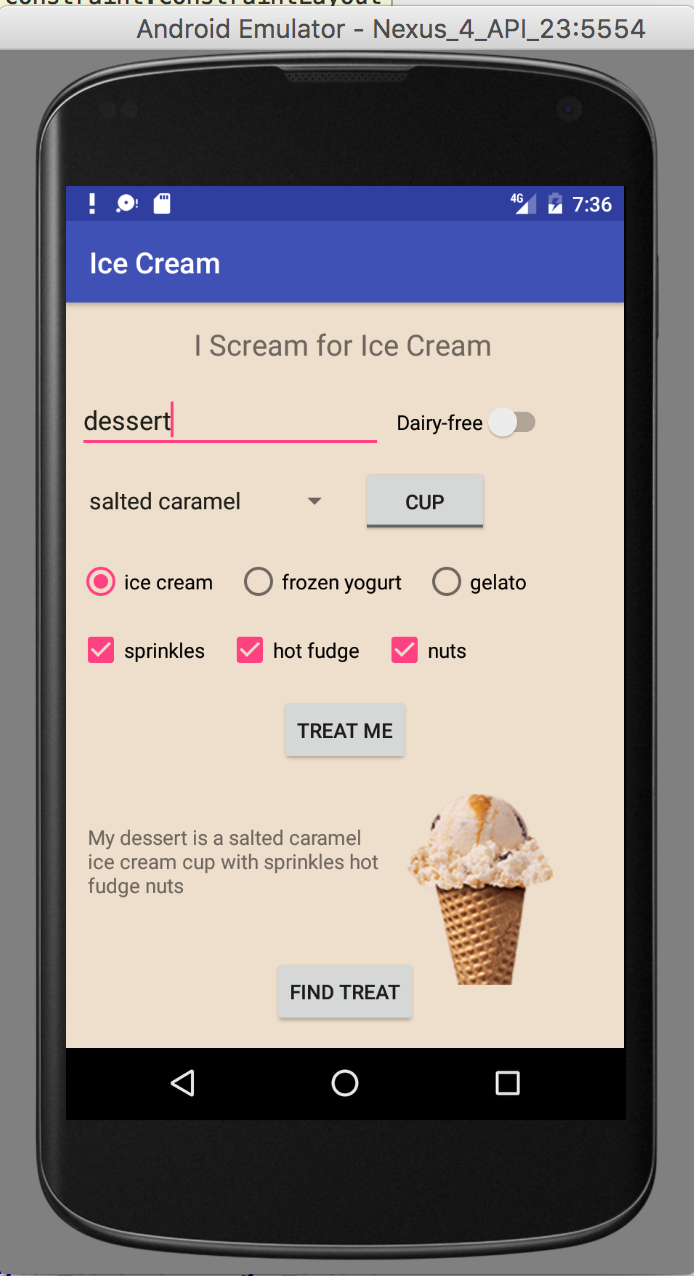 Android Emulator - Nexus_4_API_23:5554
4G 7:36
Ice Cream
I Scream for Ice Cream
dessert Dairy-free
salted caramel CUP
ice cream frozen yogurt gelato
sprinkles hot fudge nuts
TREAT ME
My dessert is a salted caramel
ice cream cup with sprinkles hot
fudge nuts
FIND TREAT